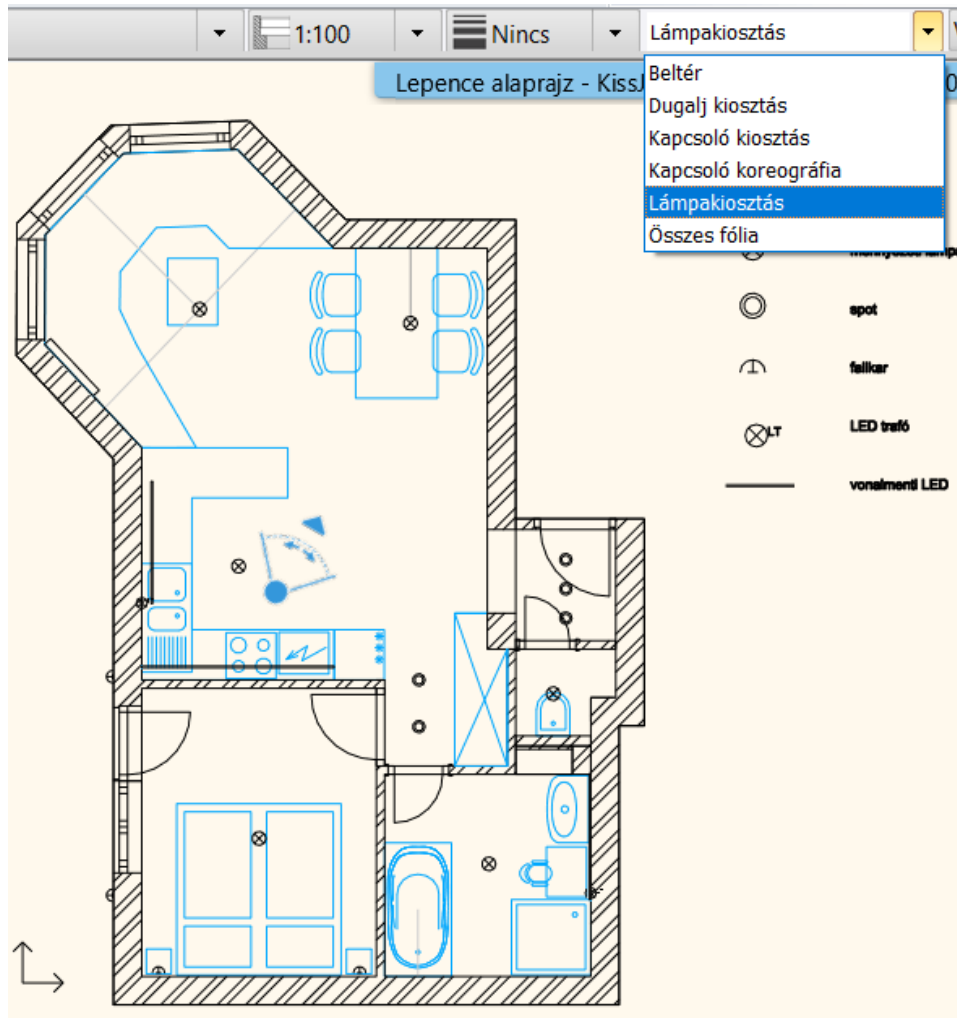 1:100
Nincs
Lámpakiosztás
Lepence alaprajz - Kiss
Beltér
Dugalj kiosztás
Kapcsoló kiosztás
Kapcsoló koreográfia
Lámpakiosztás
Összes fólia
spot
falikar
LT
LED trafó
vonalmenti LED